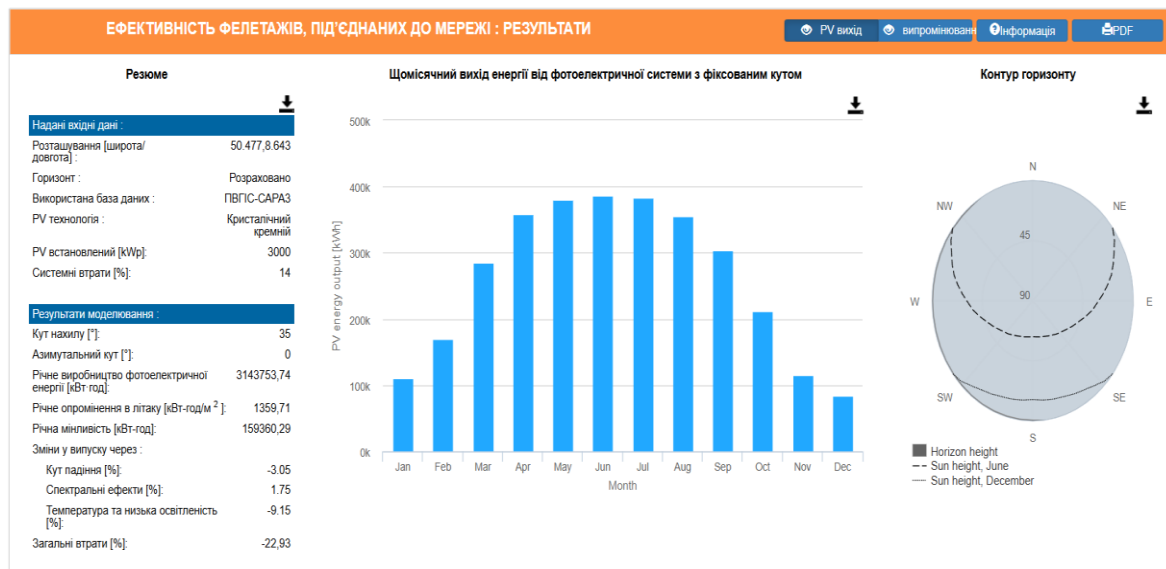 ЕФЕКТИВНІСТЬ ФЕЛЕТАЖІВ, ПІД'ЄДНАНИХ ДО МЕРЕЖІ : РЕЗУЛЬТАТИ
PV вихід
випромінюванн
Інформація
PDF
Резюме
Надані вхідні дані :
Розташування [широта/
довгота] :
50.477,8.643
Горизонт :
Розраховано
Використана база даних :
ПВГІС-САРА3
PV технологія :
Кристалічний
кремній
PV встановлений [kWp]:
3000
Системні втрати [%]:
14
Результати моделювання :
Кут нахилу [°]:
35
Азимутальний кут [°]:
0
Річне виробництво фотоелектричної
енергії [кВт·год]:
3143753,74
Річне опромінення в літаку [кВт-год/м ²]:
1359,71
Річна мінливість [кВт-год]:
159360,29
Зміни у випуску через :
Кут падіння [%]:
-3.05
Спектральні ефекти [%]:
1.75
Температура та низька освітленість
[%]:
-9.15
Загальні втрати [%]:
-22,93
Щомісячний вихід енергії від фотоелектричної системи з фіксованим кутом
PV energy output [kWh]
500k
400k
300k
200k
100k
0k
Jan Feb Mar Apr May Jun Jul Aug Sep Oct Nov Dec
Month
Контур горизонту
N
NW
NE
45
W
90
E
SW
SE
S
Horizon height
Sun height, June
Sun height, December